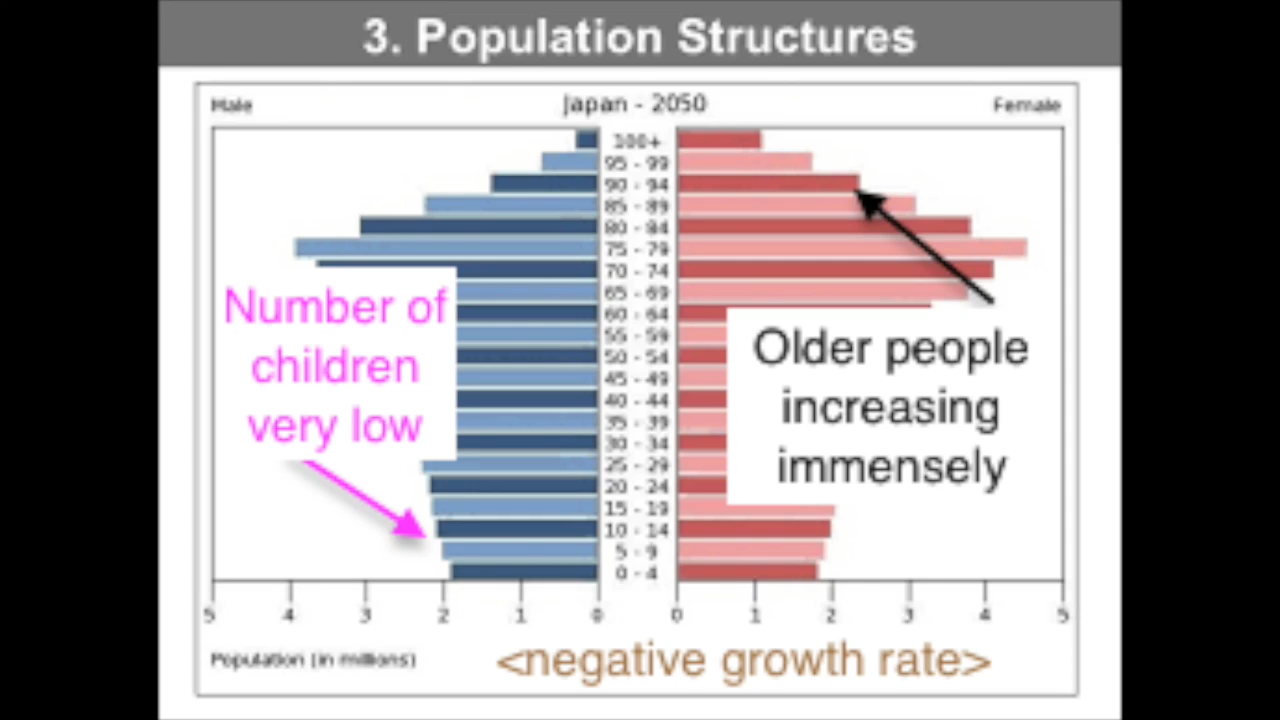 3. Population Structures
Male
Japan - 2050
Female
100+
95 - 99
90 - 94
85 - 89
80 - 84
75 - 79
70 - 74
65 - 69
60 - 64
55 - 59
50 - 54
45 - 49
40 - 44
35 - 39
30 - 34
25 - 29
20 - 24
15 - 19
10 - 14
5 - 9
0 - 4
Number of
children
very low
Older people
increasing
immensely
5 4 3 2 1 0 0 1 2 3 4 5
Population (in millions)
<negative growth rate>